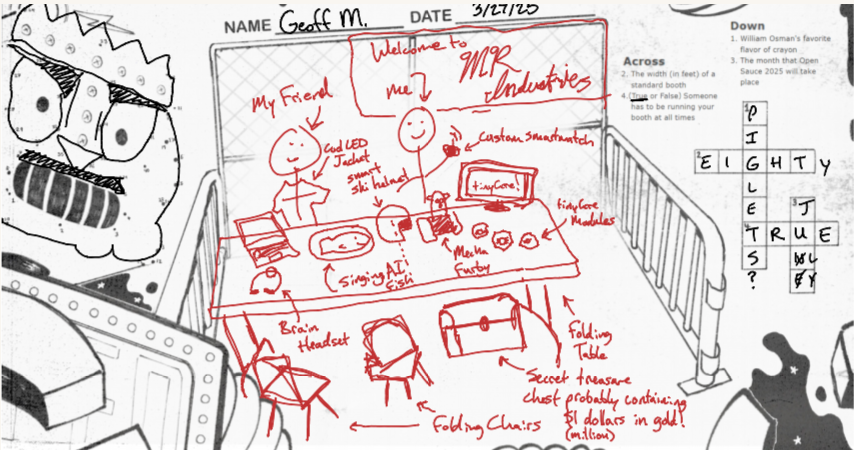 NAME Geoff M. DATE 3/27/25
Welcome to
MR
Industries
me
My Friend
Cool LED
Jacket
smart
ski helmet
Custom smartwatch
tinyCore!
tinyCore
Modules
Mecha
Furby
Singing AI
Fish
Brain
Headset
Folding
Table
Secret treasure
chest probably containing
$1 dollars in gold!
(million)
Folding Chairs
Across
2. The width (in feet) of a
standard booth
4. (True or False) Someone
has to be running your
booth at all times
Down
1. William Osman's favorite
flavor of crayon
3. The month that Open
Sauce 2025 will take
place
1 P
I
2 E I G H T Y
L
E 3 J
4 T R U E
S L
? Y